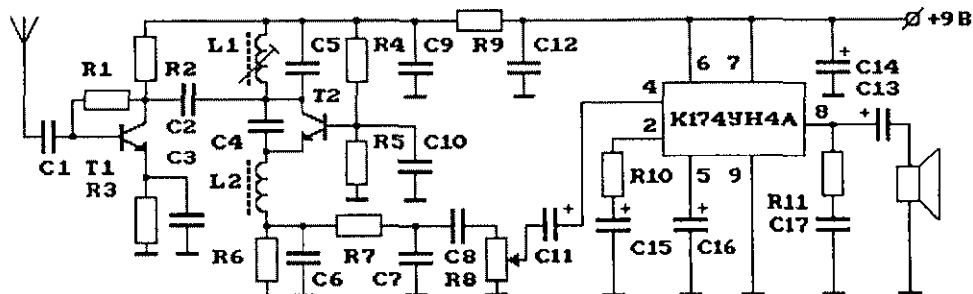 +9В
L1
C5
R4
C9
R9
C12
6
7
C14
C13
R1
R2
T2
4
К174УН4А
8
C2
2
C1
T1
C3
C4
R5
C10
R3
L2
R10
5
9
R11
C17
R6
C6
R7
C7
C8
R8
C11
C15
C16
+
+
+
+
+